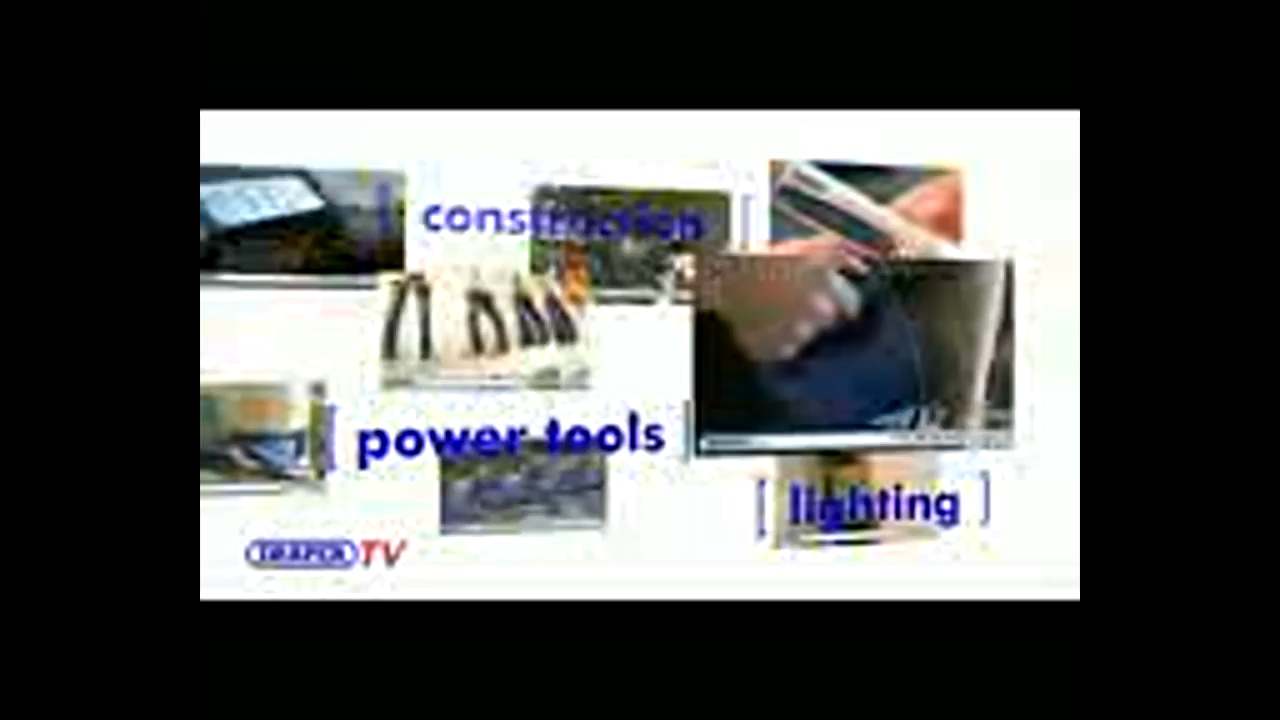 [ construction ]
[ power tools ]
[ lighting ]
DRAPER TV